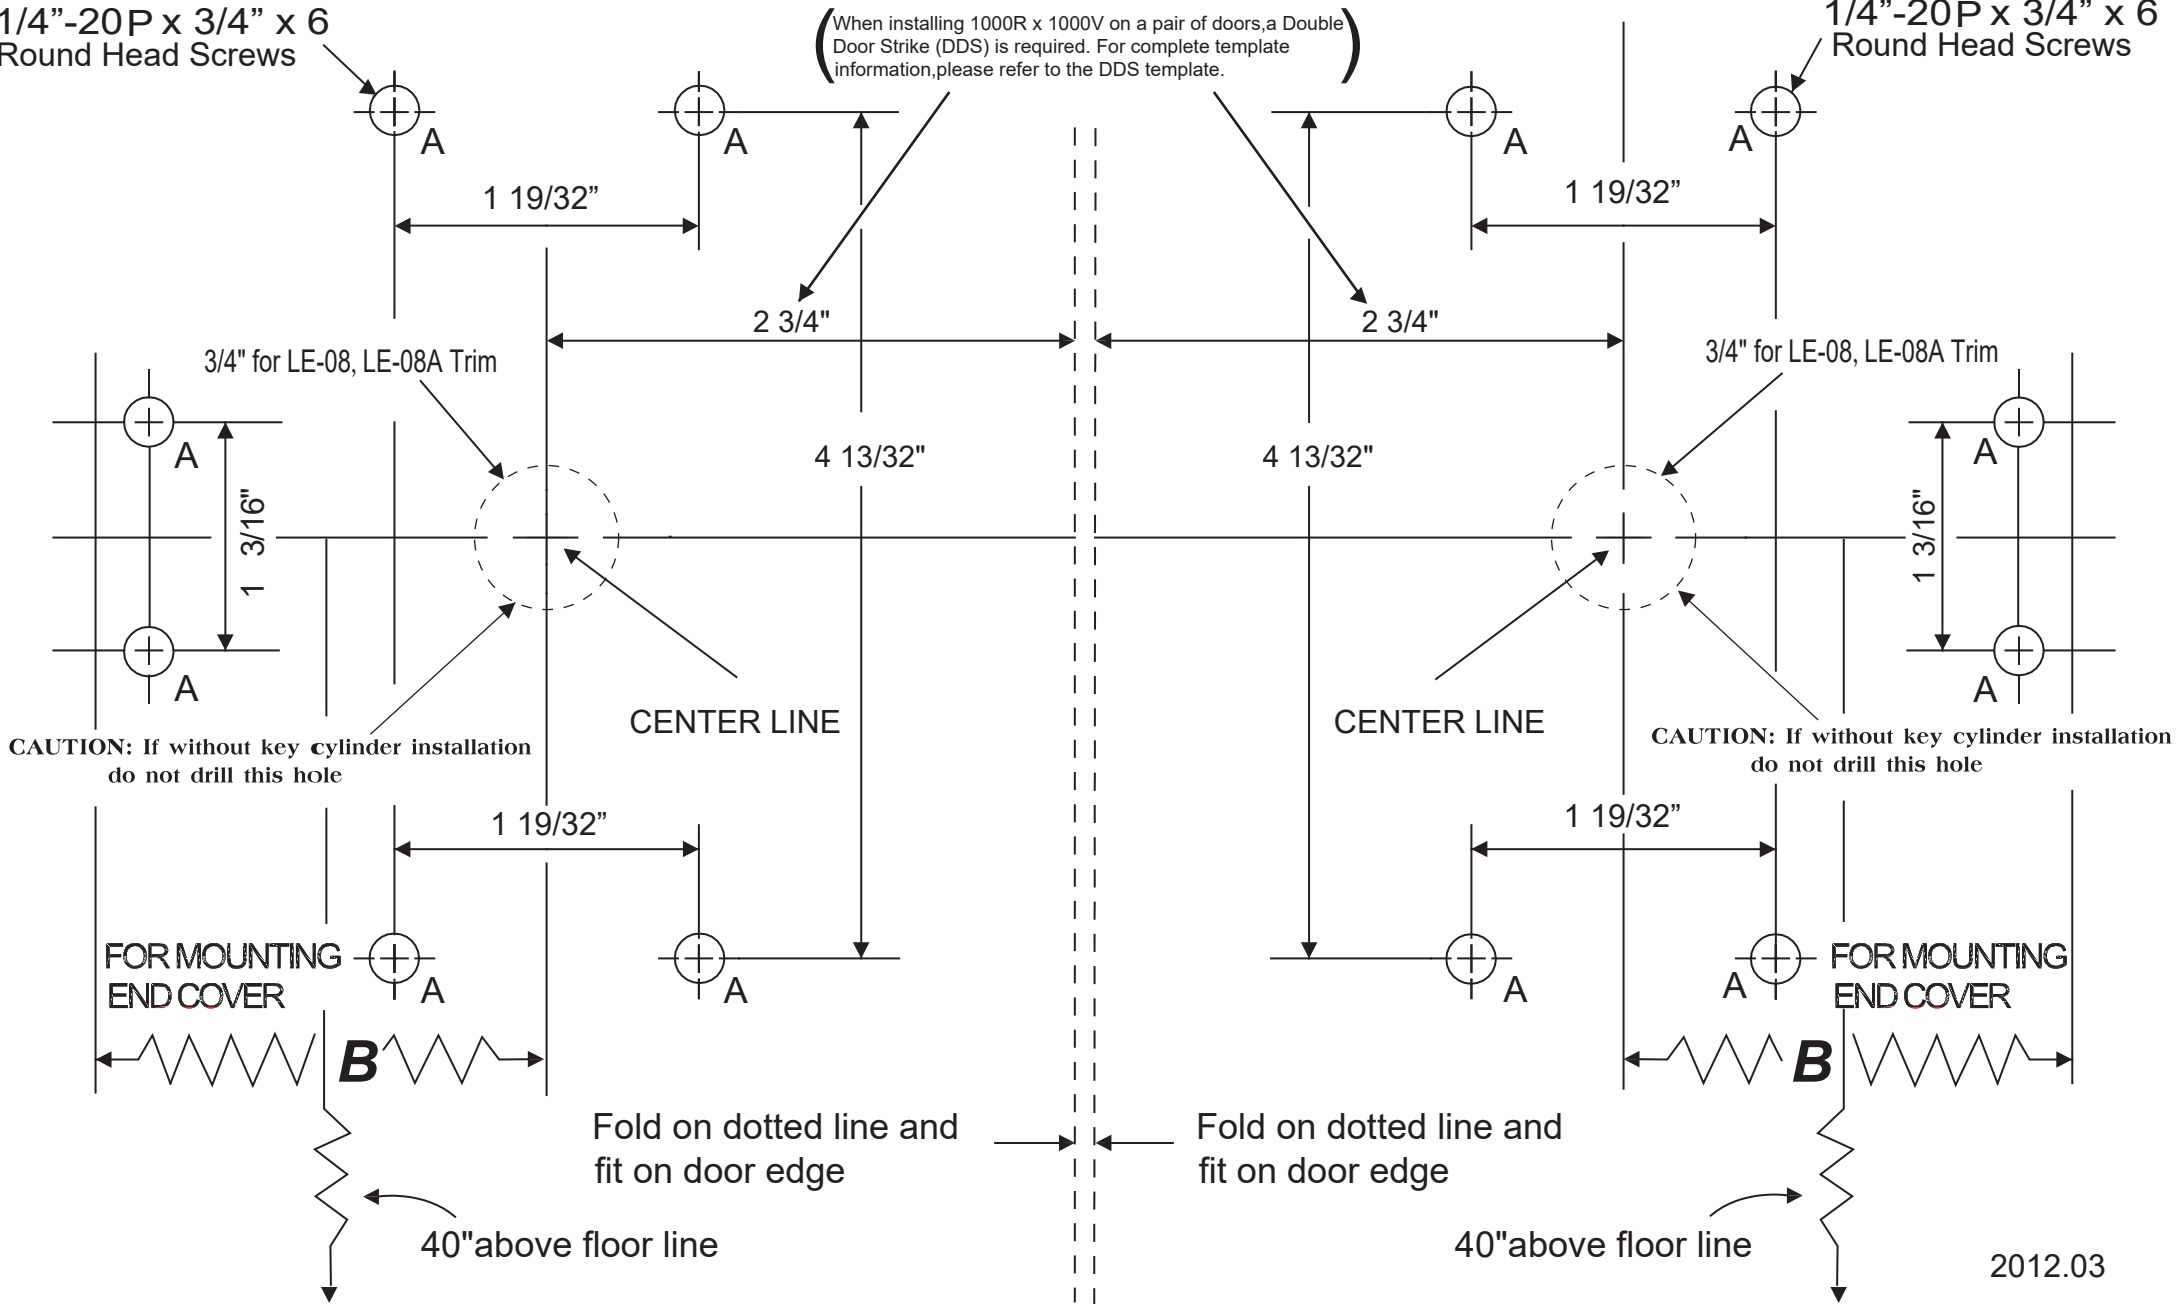 1/4”-20P x 3/4” x 6
Round Head Screws
When installing 1000R x 1000V on a pair of doors,a Double
Door Strike (DDS) is required. For complete template
information,please refer to the DDS template.
1/4”-20P x 3/4” x 6
Round Head Screws
A
A
A
A
1 19/32”
1 19/32”
2 3/4"
2 3/4"
3/4" for LE-08, LE-08A Trim
3/4" for LE-08, LE-08A Trim
A
4 13/32"
4 13/32"
A
1 3/16"
1 3/16"
A
A
CENTER LINE
CENTER LINE
CAUTION: If without key cylinder installation
do not drill this hole
CAUTION: If without key cylinder installation
do not drill this hole
1 19/32”
1 19/32”
FOR MOUNTING
END COVER
A
A
A
A
FOR MOUNTING
END COVER
B
B
Fold on dotted line and
fit on door edge
Fold on dotted line and
fit on door edge
40"above floor line
40"above floor line
2012.03